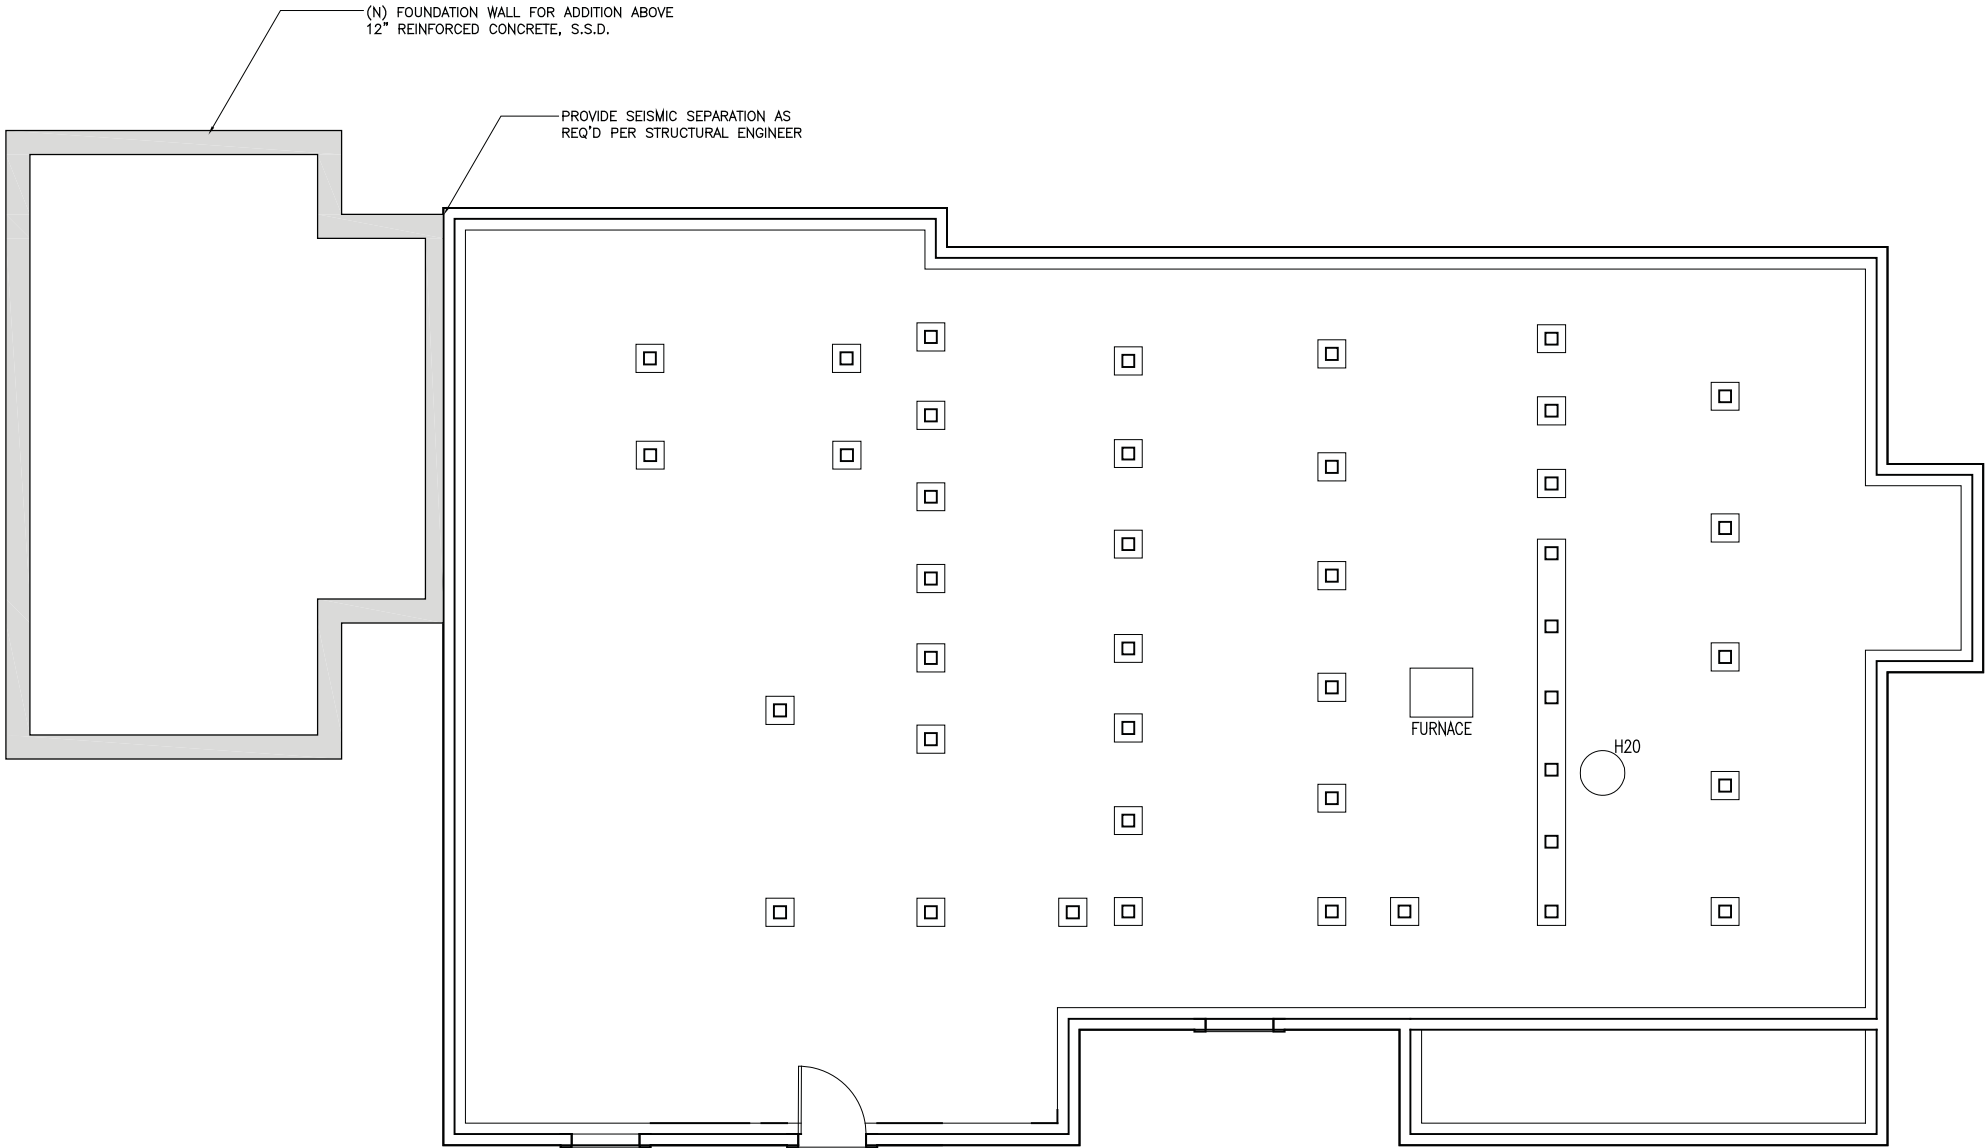 (N) FOUNDATION WALL FOR ADDITION ABOVE
12" REINFORCED CONCRETE, S.S.D.
PROVIDE SEISMIC SEPARATION AS
REQ'D PER STRUCTURAL ENGINEER
FURNACE
H20